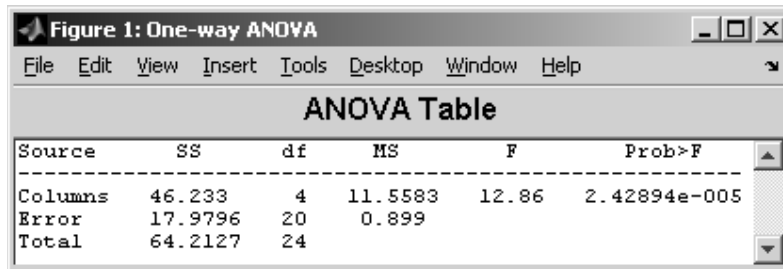 Figure 1: One-way ANOVA
File Edit View Insert Tools Desktop Window Help
ANOVA Table
Source SS df MS F Prob>F
Columns 46.233 4 11.5583 12.86 2.42894e-005
Error 17.9796 20 0.899
Total 64.2127 24